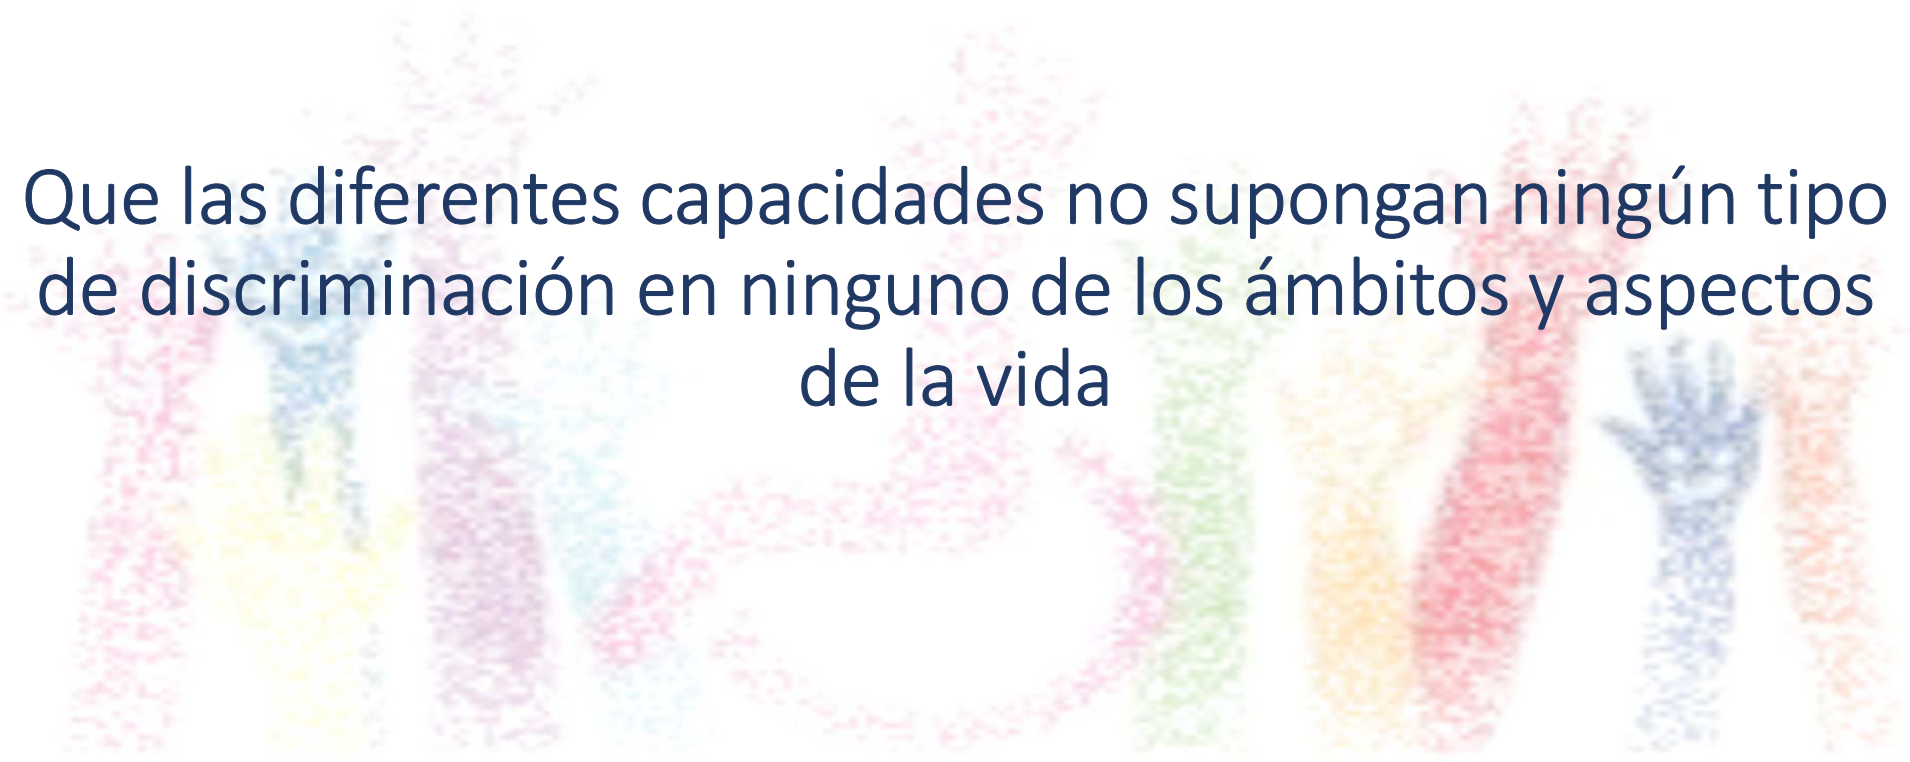 Que las diferentes capacidades no supongan ningún tipo
de discriminación en ninguno de los ámbitos y aspectos
de la vida